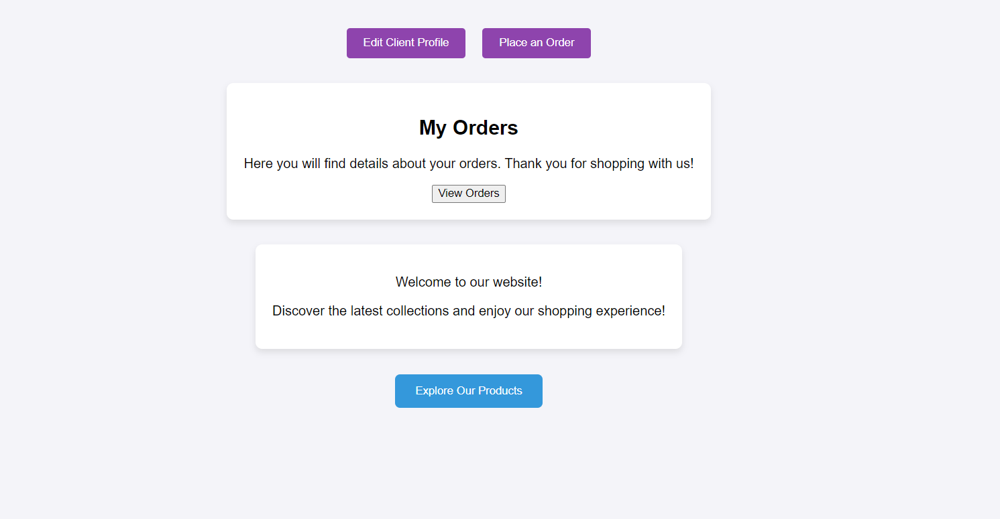 Edit Client Profile
Place an Order
My Orders
Here you will find details about your orders. Thank you for shopping with us!
View Orders
Welcome to our website!
Discover the latest collections and enjoy our shopping experience!
Explore Our Products